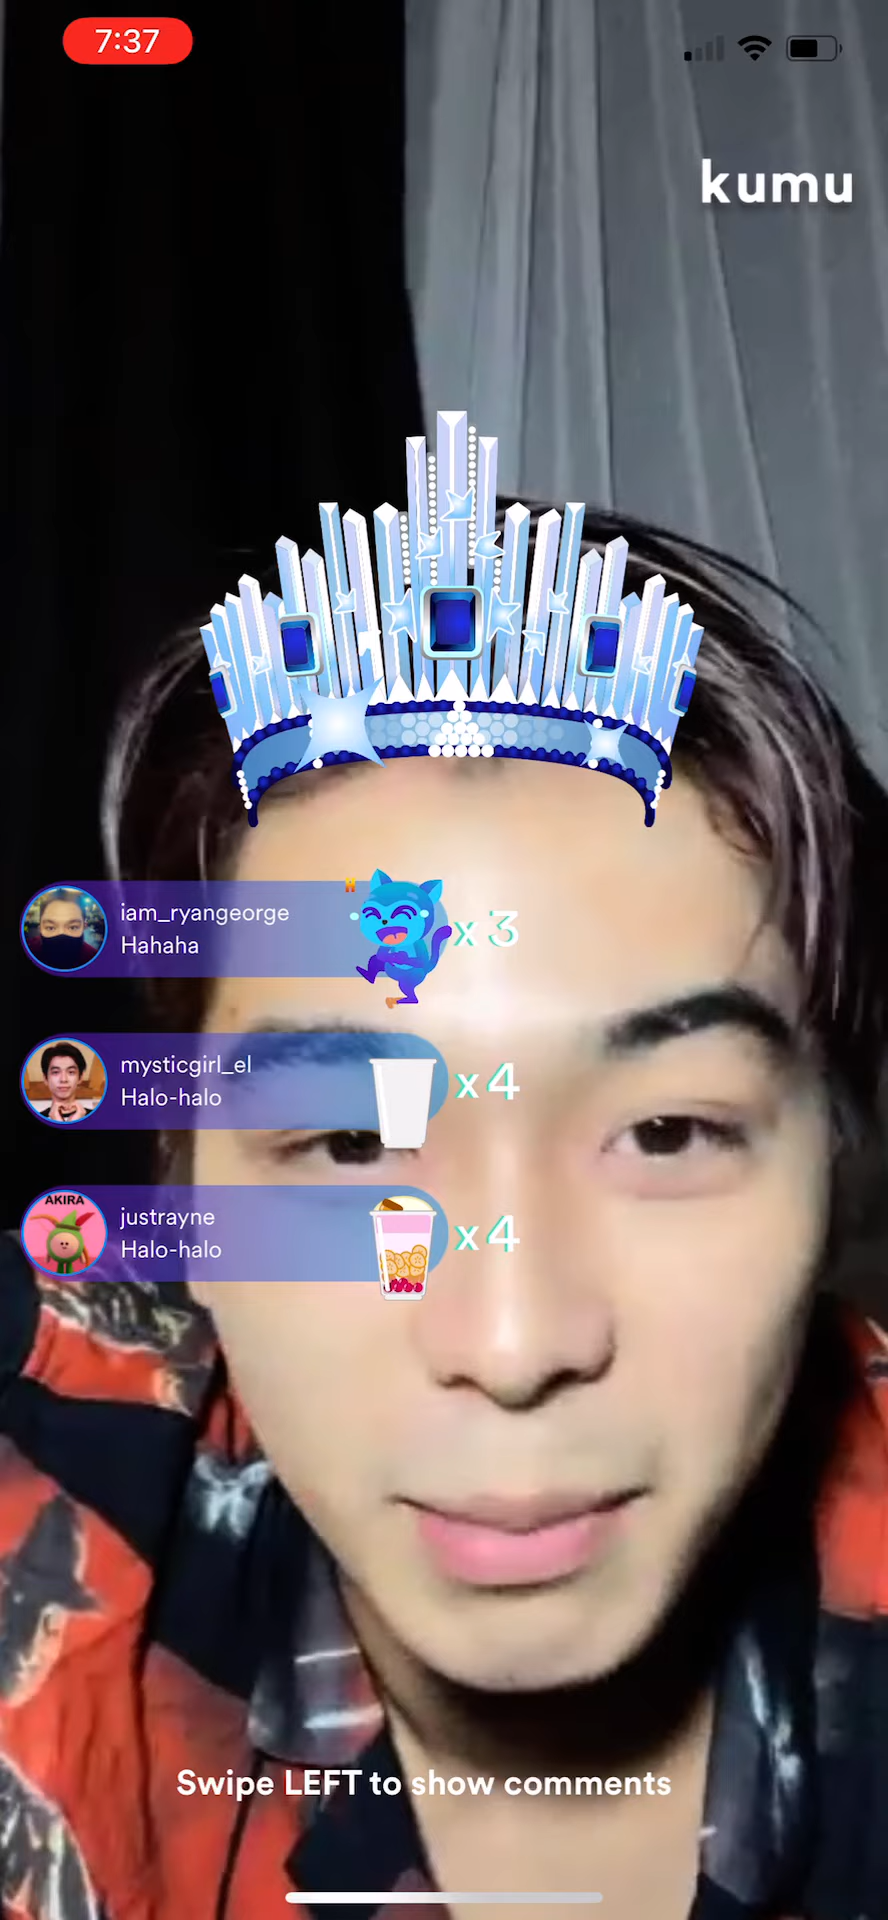 7:37
kumu
iam_ryangeorge
Hahaha
x 3
mysticgirl_el
Halo-halo
x 4
AKIRA
justrayne
Halo-halo
x 4
Swipe LEFT to show comments